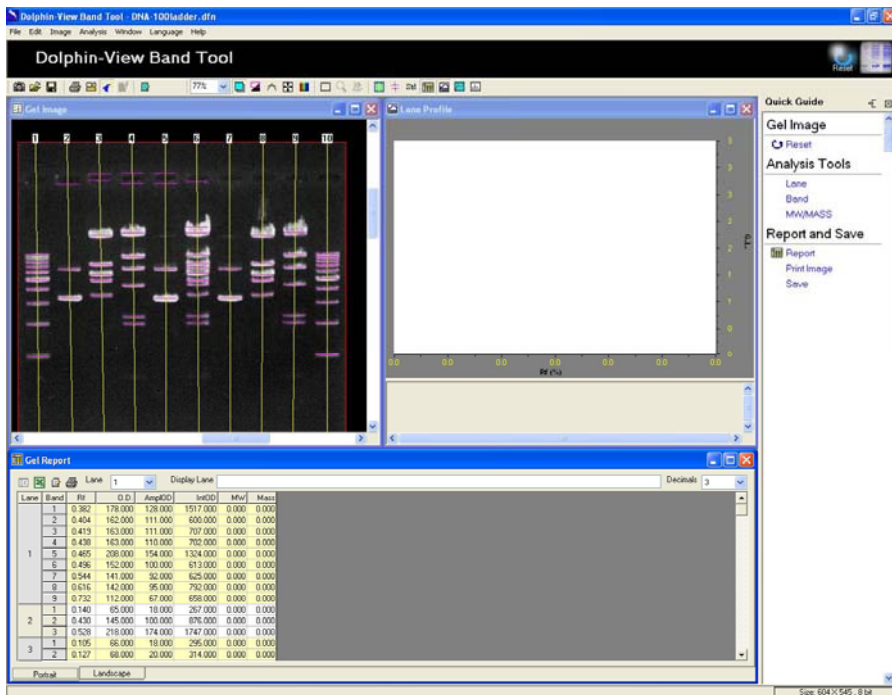 Dolphin-View Band Tool - DNA-100ladder.dfn
File Edit Image Analysis Window Language Help
Dolphin-View Band Tool
Reset
77%
Gel Image
1 2 3 4 5 6 7 8 9 10
Lane Profile
0.0 0.0 0.0 0.0 0.0 0.0 0.0
Rf (%)
Quick Guide
Gel Image
Reset
Analysis Tools
Lane
Band
MW/MASS
Report and Save
Report
Print Image
Save
Gel Report
Lane 1 Display Lane Decimals 3
Lane Band Rf O.D. AmplOD IntOD MW Mass
1 1 0.382 178.000 128.000 1517.000 0.000 0.000
2 0.404 162.000 111.000 600.000 0.000 0.000
3 0.419 163.000 111.000 707.000 0.000 0.000
4 0.438 163.000 110.000 702.000 0.000 0.000
5 0.465 208.000 154.000 1324.000 0.000 0.000
6 0.496 152.000 100.000 613.000 0.000 0.000
7 0.544 141.000 92.000 625.000 0.000 0.000
8 0.616 142.000 95.000 792.000 0.000 0.000
9 0.732 112.000 67.000 658.000 0.000 0.000
2 1 0.140 65.000 18.000 267.000 0.000 0.000
2 0.430 145.000 100.000 876.000 0.000 0.000
3 0.528 218.000 174.000 1747.000 0.000 0.000
3 1 0.105 66.000 18.000 295.000 0.000 0.000
2 0.127 68.000 20.000 314.000 0.000 0.000
Portrait Landscape
Size: 604 X 545 , 8 bit